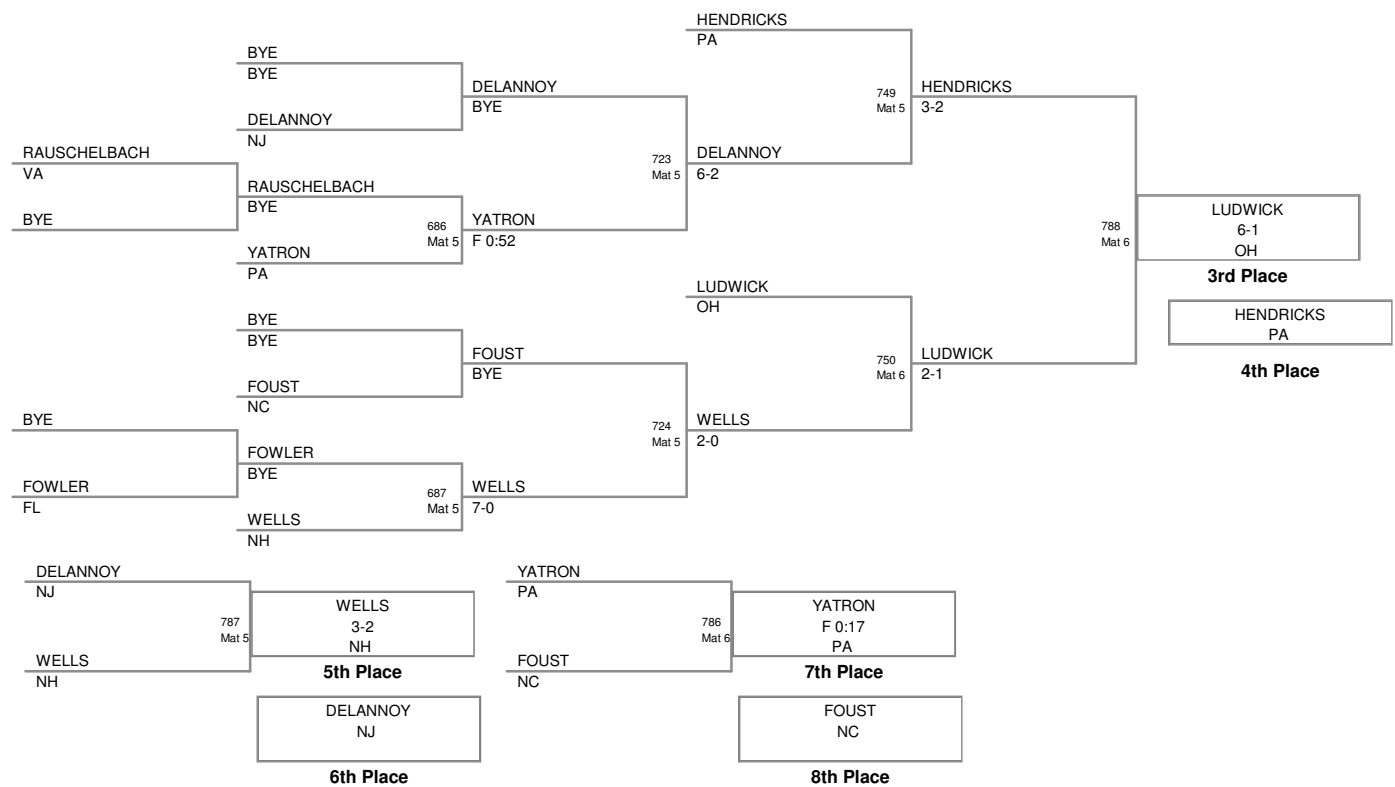 HENDRICKS
PA
BYE
BYE
DELANNOY
BYE
749
Mat 5
HENDRICKS
3-2
DELANNOY
NJ
RAUSCHELBACH
VA
723
Mat 5
DELANNOY
6-2
RAUSCHELBACH
BYE
BYE
686
Mat 5
YATRON
F 0:52
YATRON
PA
788
Mat 6
LUDWICK
6-1
OH
3rd Place
LUDWICK
OH
HENDRICKS
PA
4th Place
BYE
BYE
FOUST
BYE
750
Mat 6
LUDWICK
2-1
FOUST
NC
BYE
724
Mat 5
WELLS
2-0
FOWLER
BYE
FOWLER
FL
687
Mat 5
WELLS
7-0
WELLS
NH
DELANNOY
NJ
787
Mat 5
WELLS
3-2
NH
WELLS
NH
5th Place
DELANNOY
NJ
6th Place
YATRON
PA
786
Mat 6
YATRON
F 0:17
PA
FOUST
NC
7th Place
FOUST
NC
8th Place